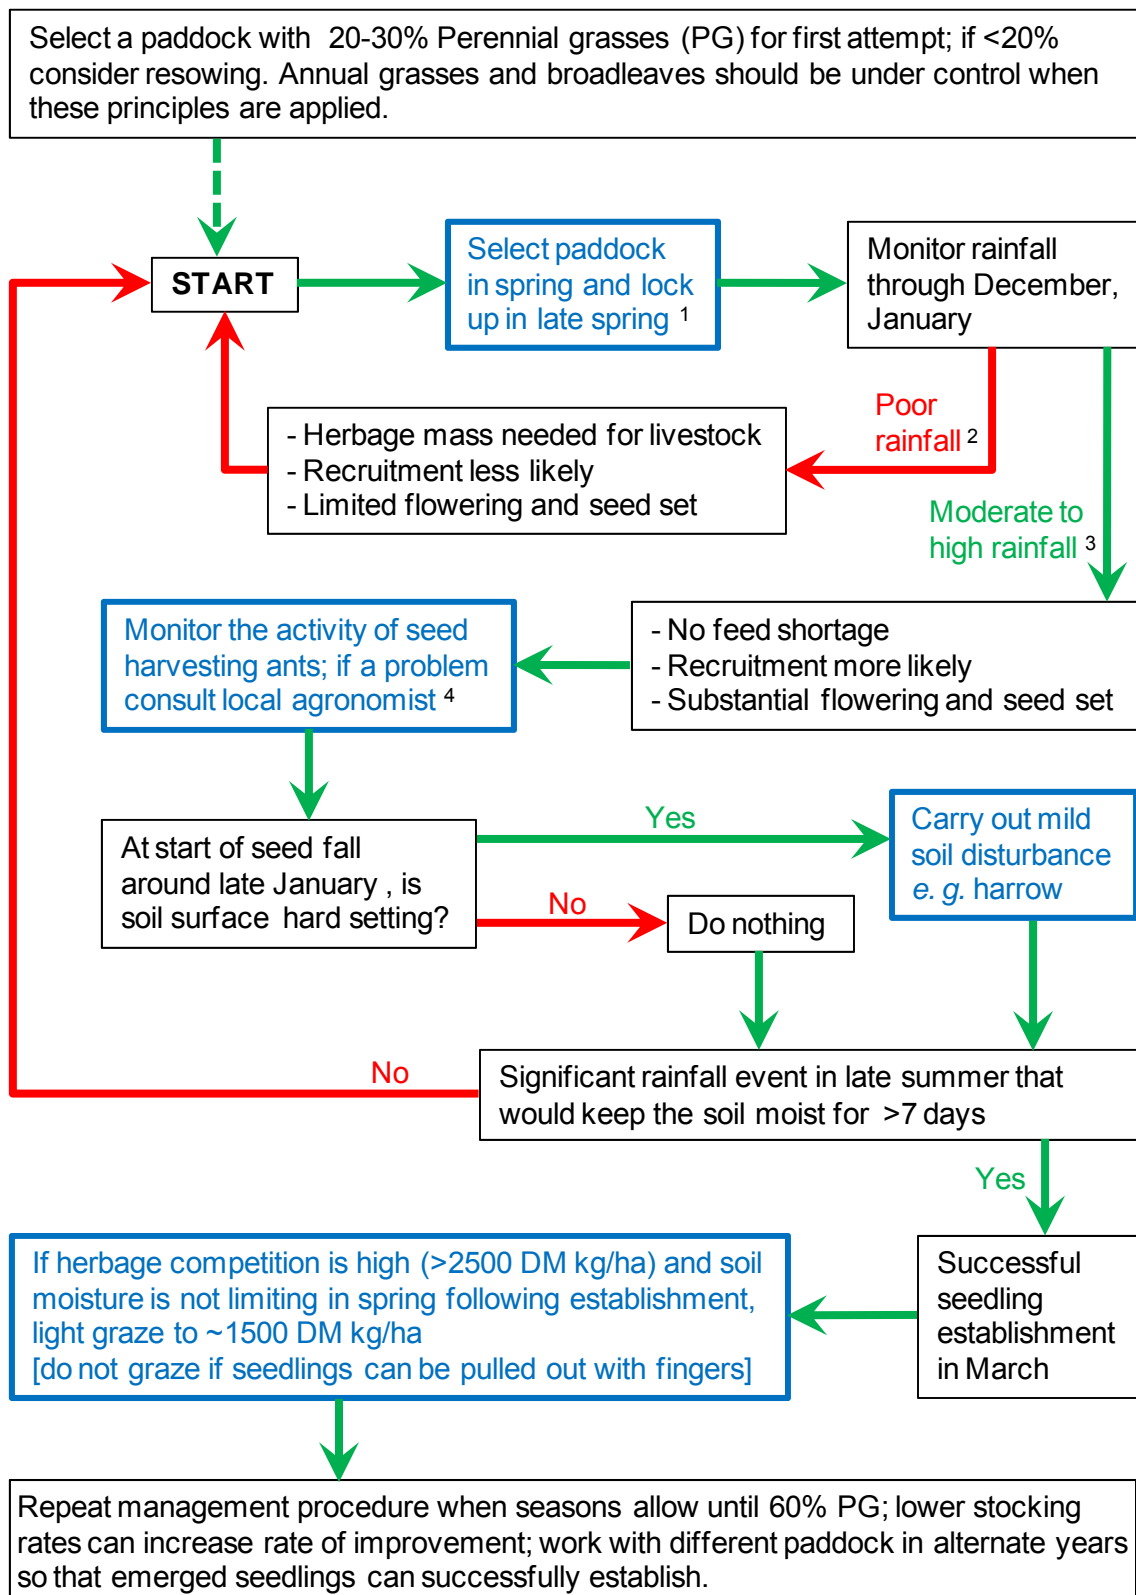 Select a paddock with 20-30% Perennial grasses (PG) for first attempt; if <20%
consider resowing. Annual grasses and broadleaves should be under control when
these principles are applied.
START
Select paddock
in spring and lock
up in late spring 1
Monitor rainfall
through December,
January
Poor
rainfall 2
- Herbage mass needed for livestock
- Recruitment less likely
- Limited flowering and seed set
Moderate to
high rainfall 3
- No feed shortage
- Recruitment more likely
- Substantial flowering and seed set
Monitor the activity of seed
harvesting ants; if a problem
consult local agronomist 4
At start of seed fall
around late January , is
soil surface hard setting?
Yes
Carry out mild
soil disturbance
e. g. harrow
No
Do nothing
No
Significant rainfall event in late summer that
would keep the soil moist for >7 days
Yes
Successful
seedling
establishment
in March
If herbage competition is high (>2500 DM kg/ha) and soil
moisture is not limiting in spring following establishment,
light graze to ~1500 DM kg/ha
[do not graze if seedlings can be pulled out with fingers]
Repeat management procedure when seasons allow until 60% PG; lower stocking
rates can increase rate of improvement; work with different paddock in alternate years
so that emerged seedlings can successfully establish.